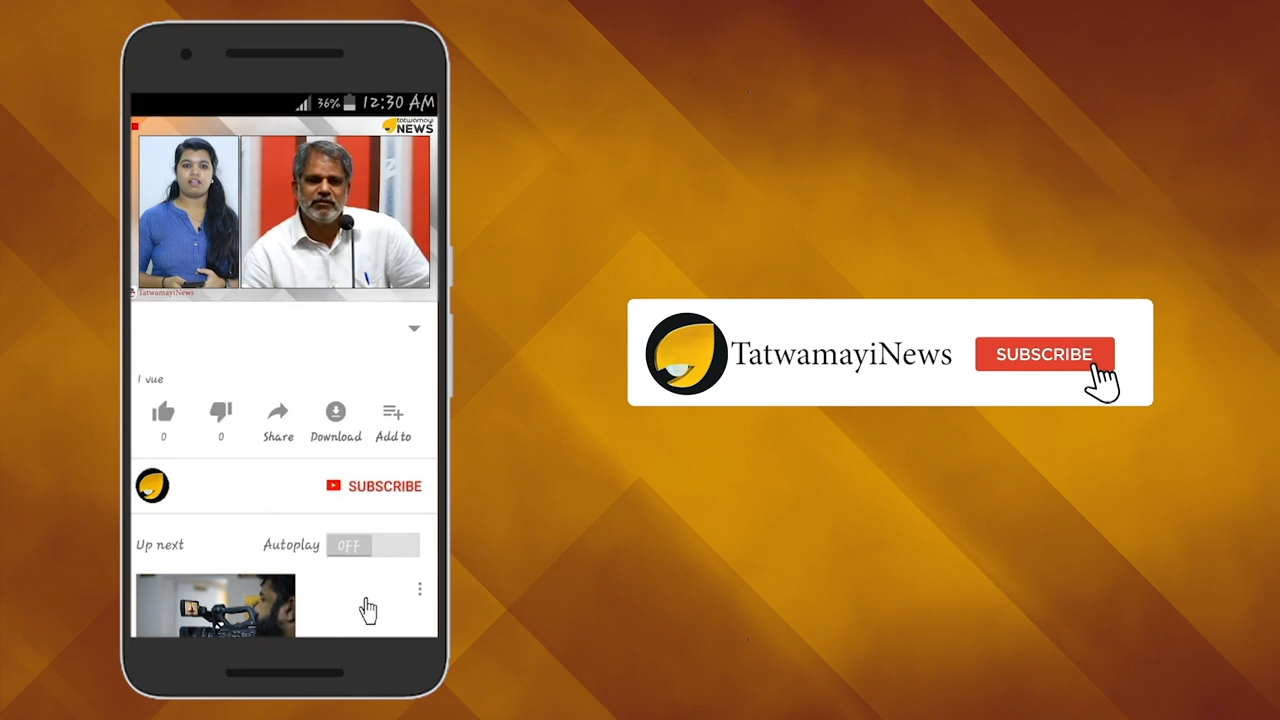 36% 12:30 AM
tatwamayi
NEWS
TatwamayiNews
1 vue
0 0 Share Download Add to
SUBSCRIBE
Up next Autoplay OFF
TatwamayiNews SUBSCRIBE